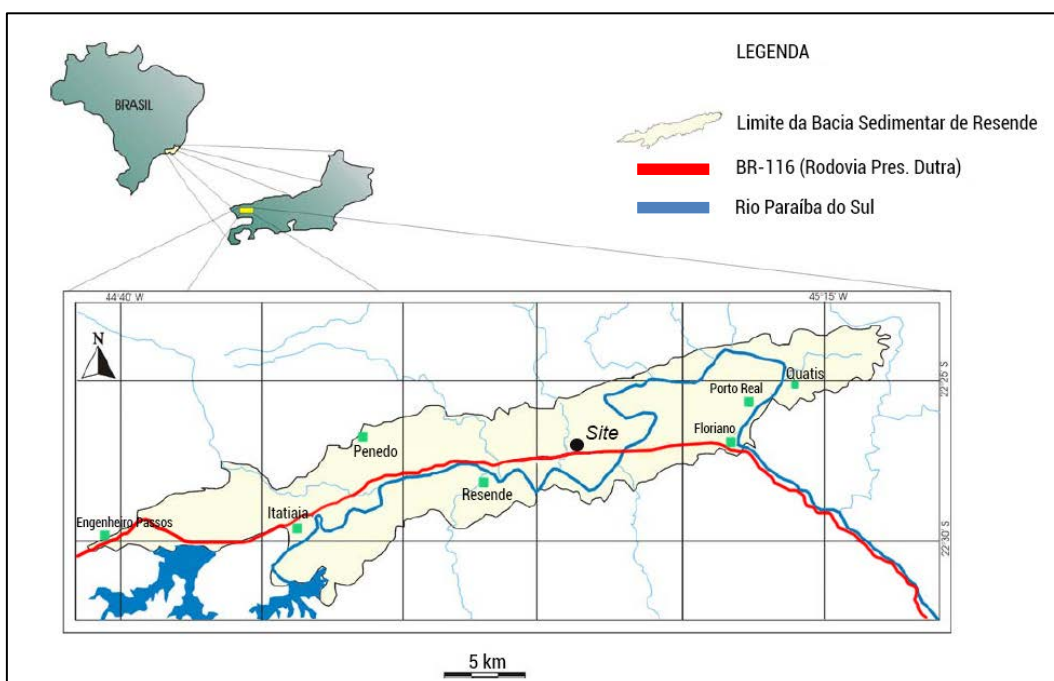 LEGENDA
BRASIL
Limite da Bacia Sedimentar de Resende
BR-116 (Rodovia Pres. Dutra)
Rio Paraíba do Sul
44°40' W
45°15' W
N
22°25' S
Quatis
Porto Real
Floriano
Site
Penedo
Resende
Itatiaia
Engenheiro Passos
22°30' S
5 km